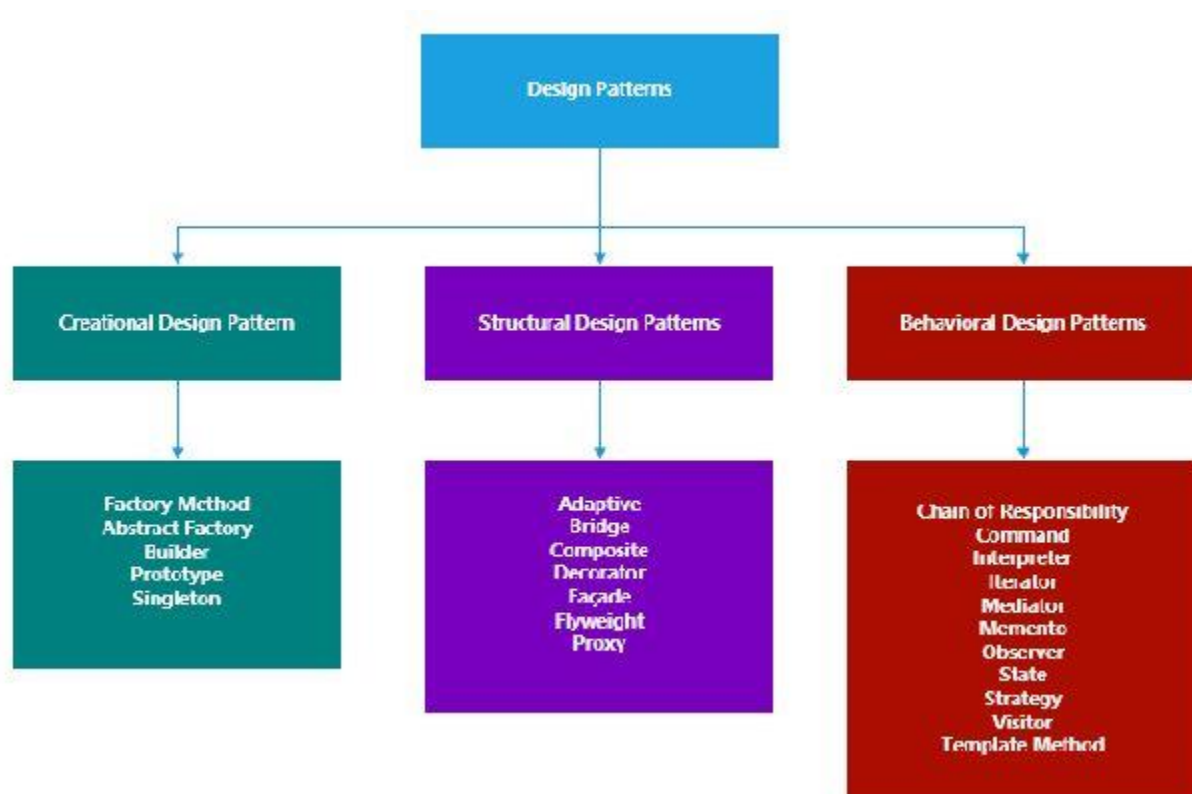 Design Patterns
Creational Design Pattern
Structural Design Patterns
Behavioral Design Patterns
Factory Method
Abstract Factory
Builder
Prototype
Singleton
Adaptive
Bridge
Composite
Decorator
Façade
Flyweight
Proxy
Chain of Responsibility
Command
Interpreter
Iterator
Mediator
Memento
Observer
State
Strategy
Visitor
Template Method